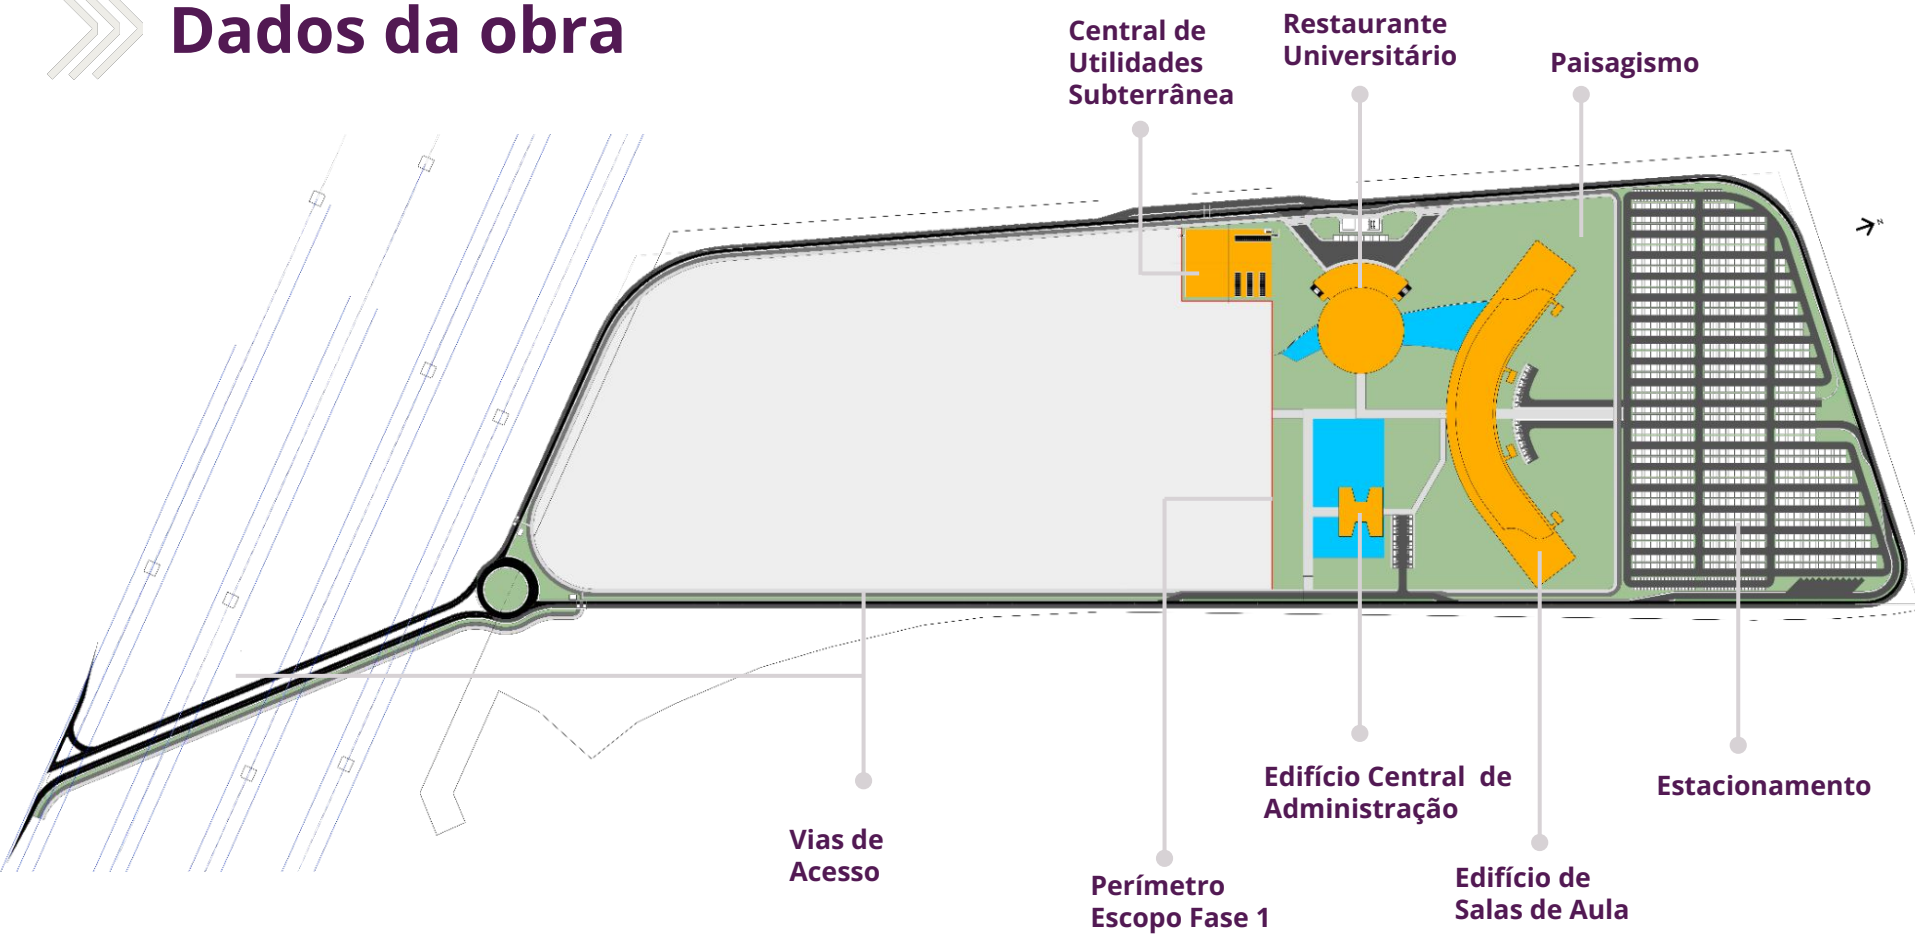 Dados da obra
Central de
Utilidades
Subterrânea
Restaurante
Universitário
Paisagismo
N
Vias de
Acesso
Perímetro
Escopo Fase 1
Edifício Central de
Administração
Edifício de
Salas de Aula
Estacionamento